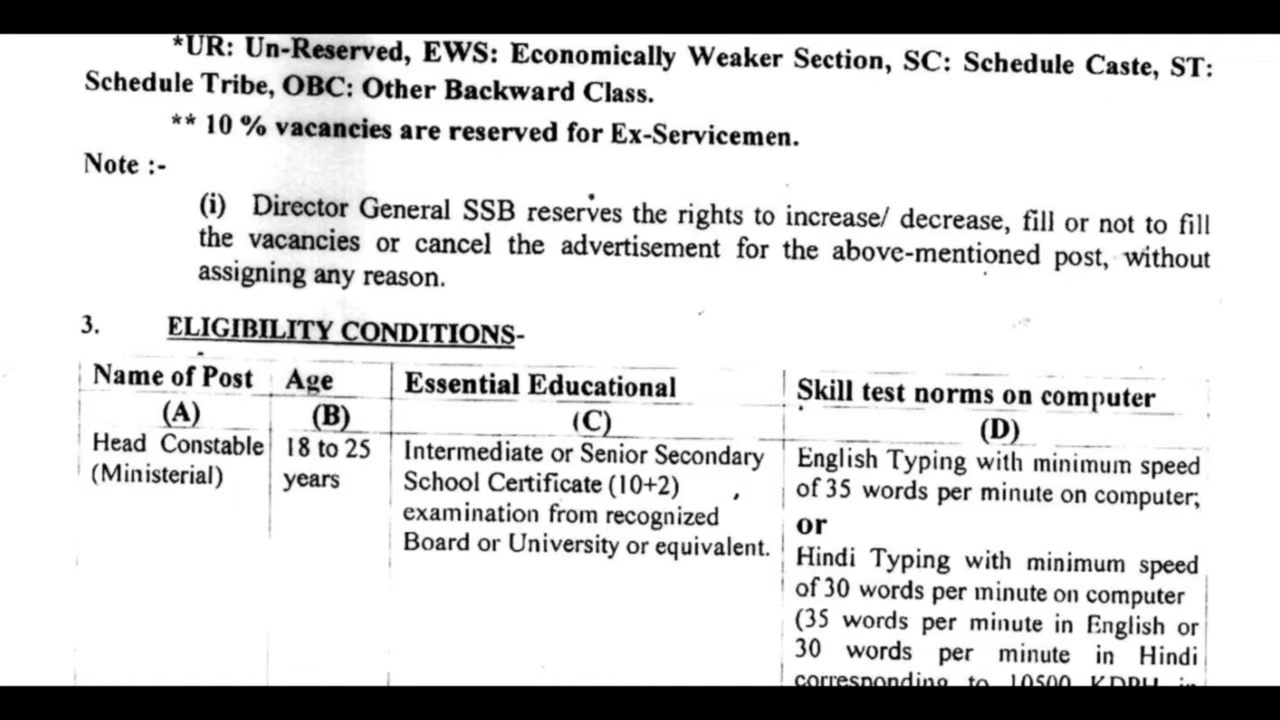 *UR: Un-Reserved, EWS: Economically Weaker Section, SC: Schedule Caste, ST:
Schedule Tribe, OBC: Other Backward Class.
** 10 % vacancies are reserved for Ex-Servicemen.
Note :-
(i) Director General SSB reserves the rights to increase/ decrease, fill or not to fill
the vacancies or cancel the advertisement for the above-mentioned post, without
assigning any reason.
3. ELIGIBILITY CONDITIONS-
Name of Post
(A)
Age
(B)
Essential Educational
(C)
Skill test norms on computer
(D)
Head Constable
(Ministerial)
18 to 25
years
Intermediate or Senior Secondary
School Certificate (10+2)
examination from recognized
Board or University or equivalent.
English Typing with minimum speed
of 35 words per minute on computer;
or
Hindi Typing with minimum speed
of 30 words per minute on computer
(35 words per minute in English or
30 words per minute in Hindi
corresponding to 10500 KDPH in